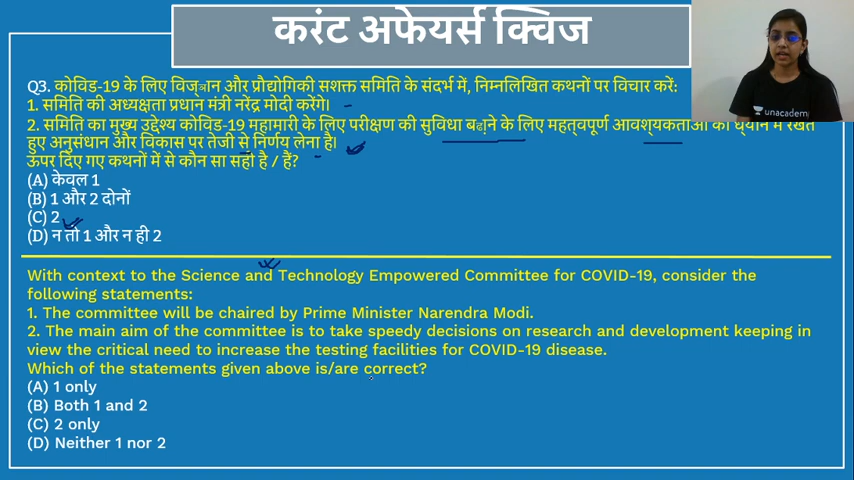 करंट अफेयर्स क्विज
unacademy
Q3. कोविड-19 के लिए विज्ञान और प्रौद्योगिकी सशक्त समिति के संदर्भ में, निम्नलिखित कथनों पर विचार करें:
1. समिति की अध्यक्षता प्रधान मंत्री नरेंद्र मोदी करेंगे।
2. समिति का मुख्य उद्देश्य कोविड-19 महामारी के लिए परीक्षण की सुविधा बढ़ाने के लिए महत्वपूर्ण आवश्यकताओं को ध्यान में रखते
हुए अनुसंधान और विकास पर तेजी से निर्णय लेना है।
ऊपर दिए गए कथनों में से कौन सा सही है / हैं?
(A) केवल 1
(B) 1 और 2 दोनों
(C) 2
(D) न तो 1 और न ही 2
With context to the Science and Technology Empowered Committee for COVID-19, consider the
following statements:
1. The committee will be chaired by Prime Minister Narendra Modi.
2. The main aim of the committee is to take speedy decisions on research and development keeping in
view the critical need to increase the testing facilities for COVID-19 disease.
Which of the statements given above is/are correct?
(A) 1 only
(B) Both 1 and 2
(C) 2 only
(D) Neither 1 nor 2